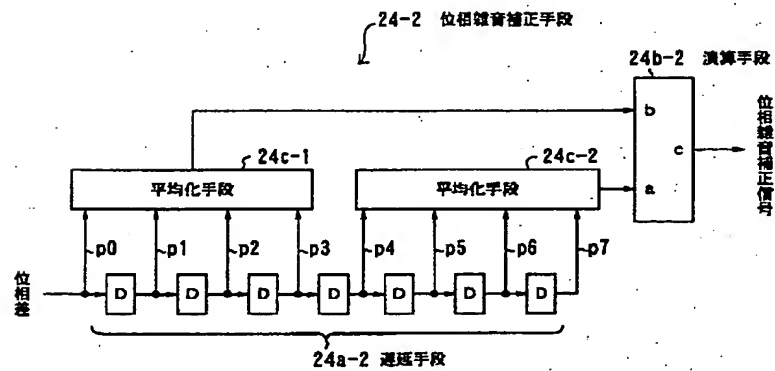 24-2 位相雑音補正手段
24b-2 演算手段
b
c
a
位相雑音補正信号
24c-1
平均化手段
24c-2
平均化手段
p0
p1
p2
p3
p4
p5
p6
p7
位相差
D
D
D
D
D
D
D
24a-2 遅延手段